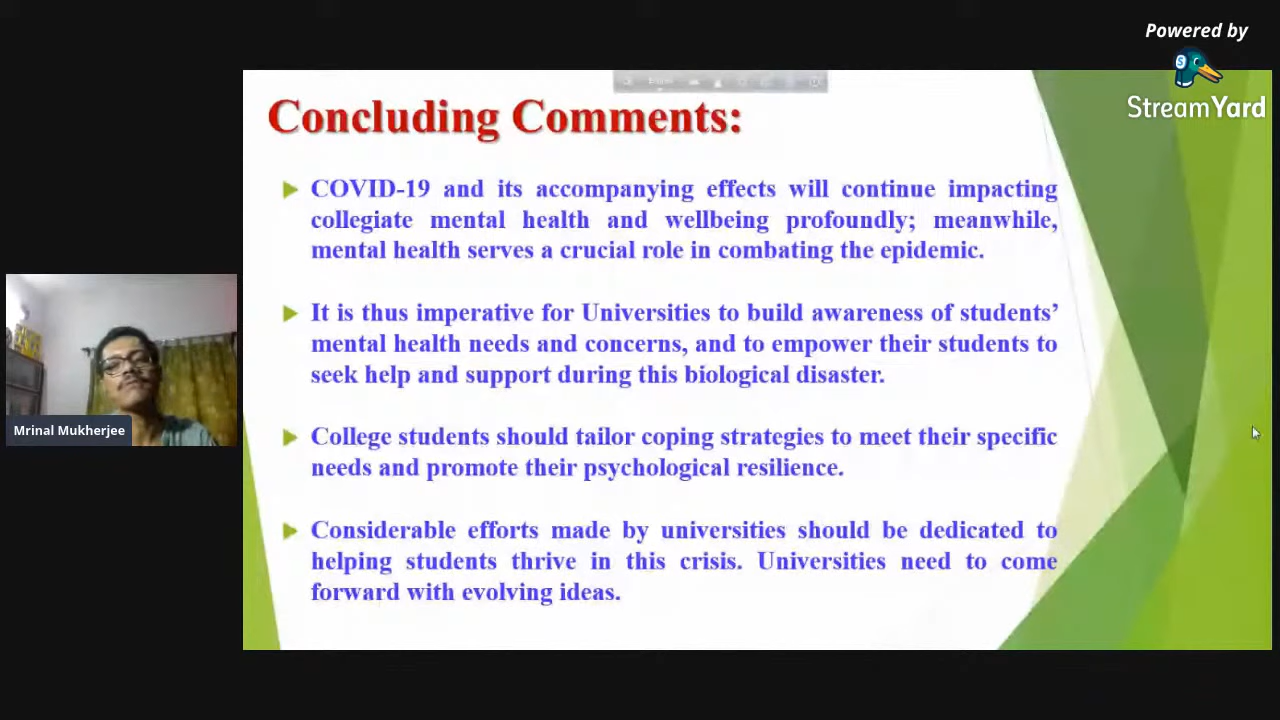 Powered by
StreamYard
Concluding Comments:
COVID-19 and its accompanying effects will continue impacting
collegiate mental health and wellbeing profoundly; meanwhile,
mental health serves a crucial role in combating the epidemic.
It is thus imperative for Universities to build awareness of students’
mental health needs and concerns, and to empower their students to
seek help and support during this biological disaster.
College students should tailor coping strategies to meet their specific
needs and promote their psychological resilience.
Considerable efforts made by universities should be dedicated to
helping students thrive in this crisis. Universities need to come
forward with evolving ideas.
Mrinal Mukherjee